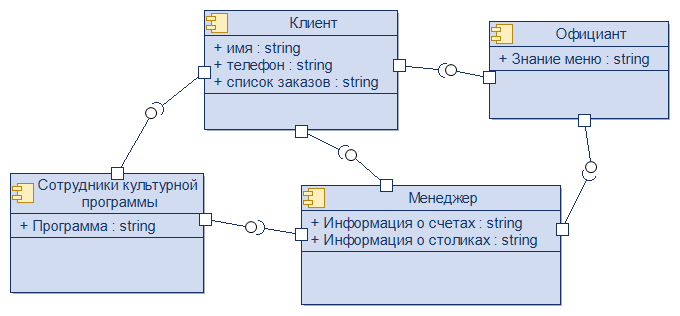 Клиент
+ имя : string
+ телефон : string
+ список заказов : string
Официант
+ Знание меню : string
Сотрудники культурной
программы
+ Программа : string
Менеджер
+ Информация о счетах : string
+ Информация о столиках : string